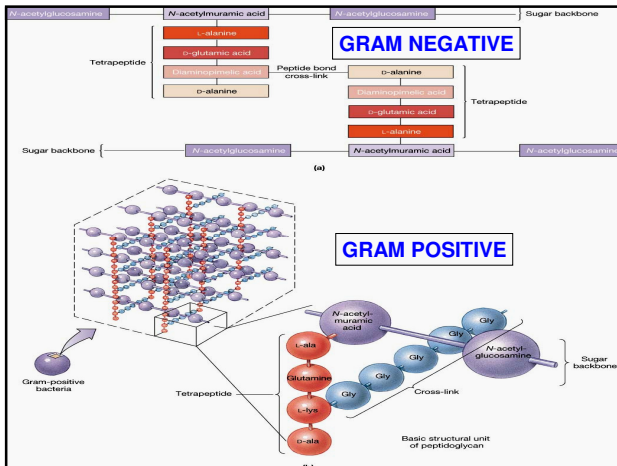 N-acetylglucosamine N-acetylmuramic acid N-acetylglucosamine Sugar backbone
L-alanine
GRAM NEGATIVE
D-glutamic acid
Tetrapeptide
Diaminopimelic acid
Peptide bond
cross-link
D-alanine
D-alanine
Diaminopimelic acid
D-glutamic acid
Tetrapeptide
L-alanine
Sugar backbone N-acetylglucosamine N-acetylmuramic acid N-acetylglucosamine
(a)
GRAM POSITIVE
N-acetyl-
muramic
acid
Gly
Gly
Gly
Gly
Gly
N-acetyl-
glucosamine
Sugar
backbone
L-ala
Glutamine
L-lys
D-ala
Tetrapeptide
Cross-link
Gram-positive
bacteria
Basic structural unit
of peptidoglycan